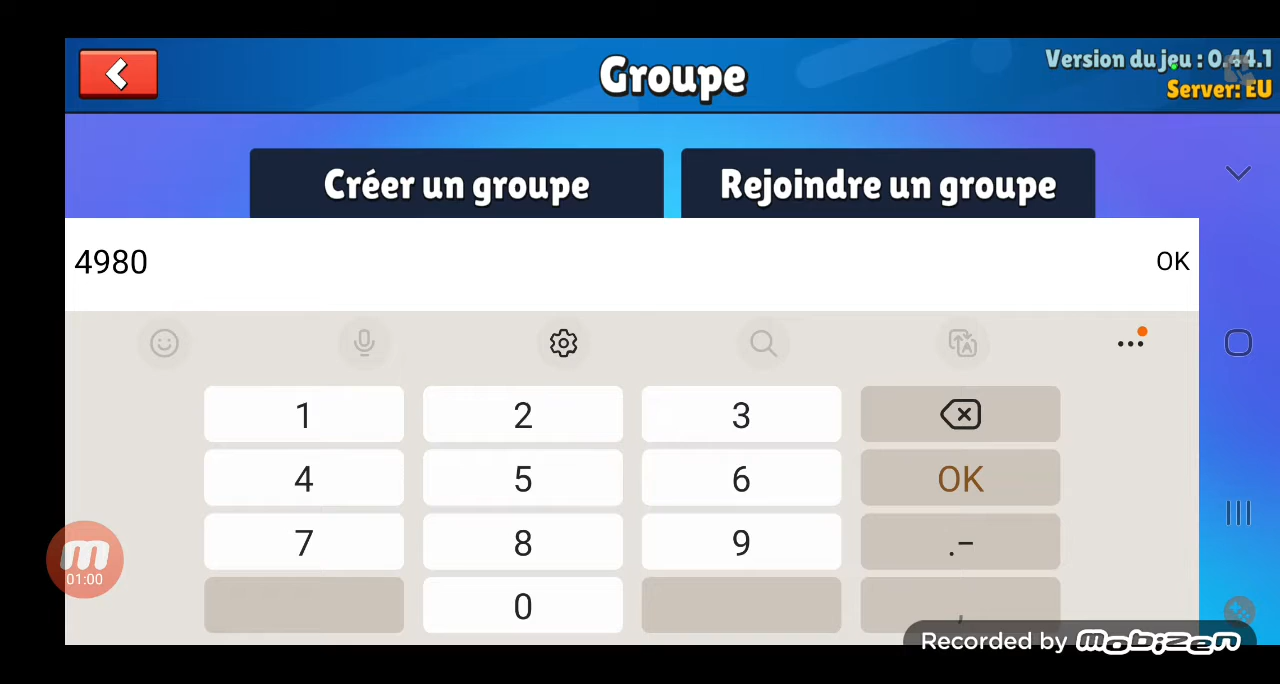 Groupe
Version du jeu : 0.44.1
Server: EU
Créer un groupe
Rejoindre un groupe
4980
OK
1
2
3
4
5
6
OK
7
8
9
.-
0
,
01:00
Recorded by mobizen